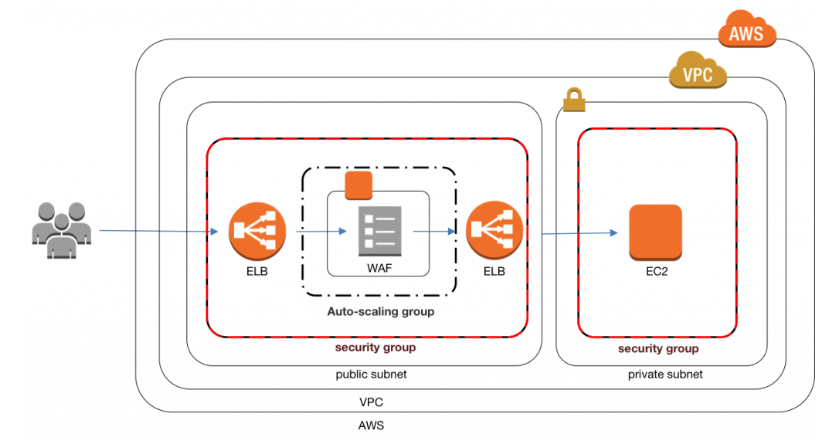 AWS
VPC
ELB
WAF
ELB
EC2
Auto-scaling group
security group
security group
public subnet
private subnet
VPC
AWS